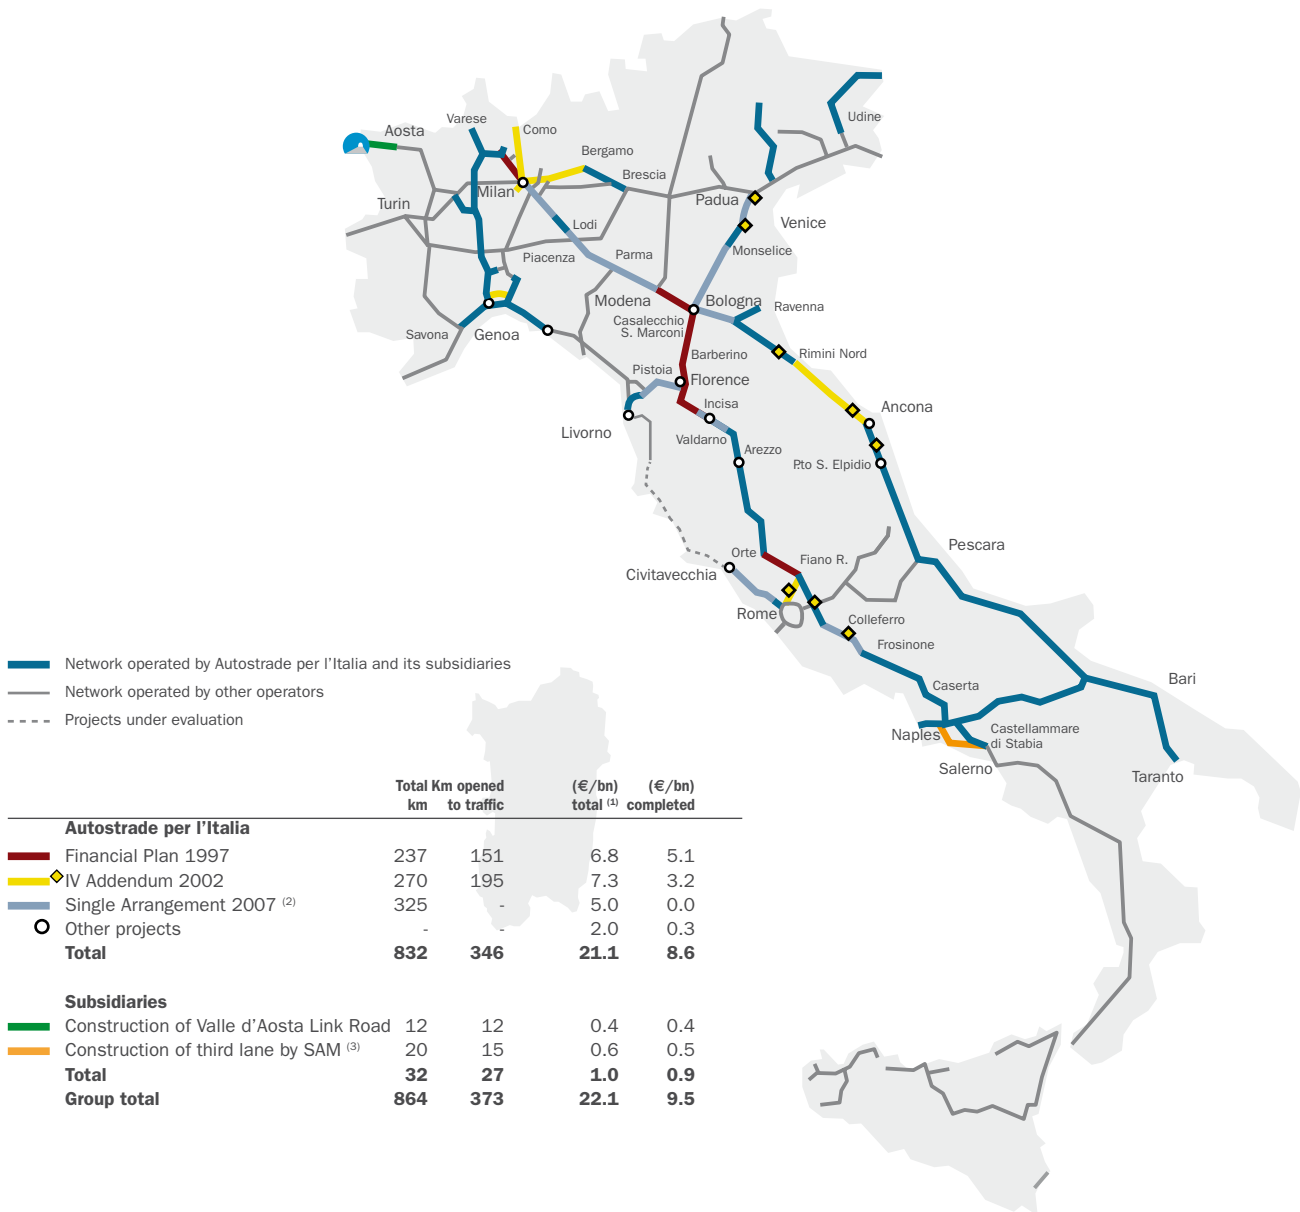 Varese
Como
Aosta
Udine
Bergamo
Brescia
Milan
Padua
Turin
Venice
Lodi
Monselice
Piacenza
Parma
Modena
Bologna
Ravenna
Casalecchio
S. Marconi
Savona
Genoa
Barberino
Rimini Nord
Pistoia
Florence
Incisa
Ancona
Livorno
Valdarno
Arezzo
P.to S. Elpidio
Pescara
Orte
Fiano R.
Civitavecchia
Rome
Colleferro
Frosinone
Caserta
Bari
Naples
Castellammare
di Stabia
Salerno
Taranto
Network operated by Autostrade per l'Italia and its subsidiaries
Network operated by other operators
Projects under evaluation
Total Km opened (€/bn) (€/bn)
km to traffic total (1) completed
Autostrade per l'Italia
Financial Plan 1997 237 151 6.8 5.1
IV Addendum 2002 270 195 7.3 3.2
Single Arrangement 2007 (2) 325 - 5.0 0.0
Other projects - - 2.0 0.3
Total 832 346 21.1 8.6
Subsidiaries
Construction of Valle d'Aosta Link Road 12 12 0.4 0.4
Construction of third lane by SAM (3) 20 15 0.6 0.5
Total 32 27 1.0 0.9
Group total 864 373 22.1 9.5